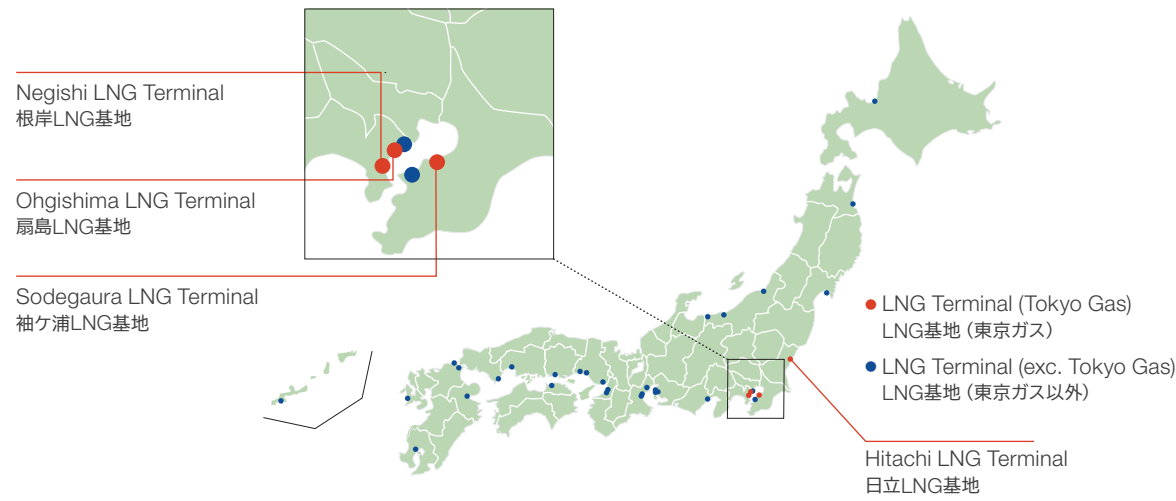 Negishi LNG Terminal
根岸LNG基地
Ohgishima LNG Terminal
扇島LNG基地
Sodegaura LNG Terminal
袖ケ浦LNG基地
LNG Terminal (Tokyo Gas)
LNG基地（東京ガス）
LNG Terminal (exc. Tokyo Gas)
LNG基地（東京ガス以外）
Hitachi LNG Terminal
日立LNG基地